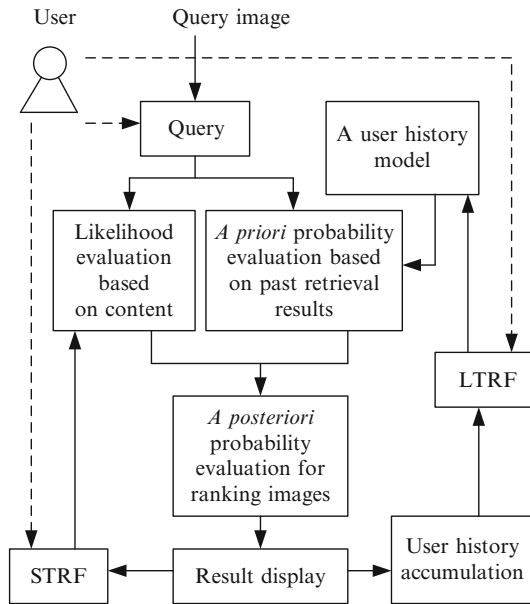 User
Query image
Query
A user history
model
Likelihood
evaluation
based
on content
A priori probability
evaluation based
on past retrieval
results
LTRF
A posteriori
probability
evaluation for
ranking images
STRF
Result display
User history
accumulation